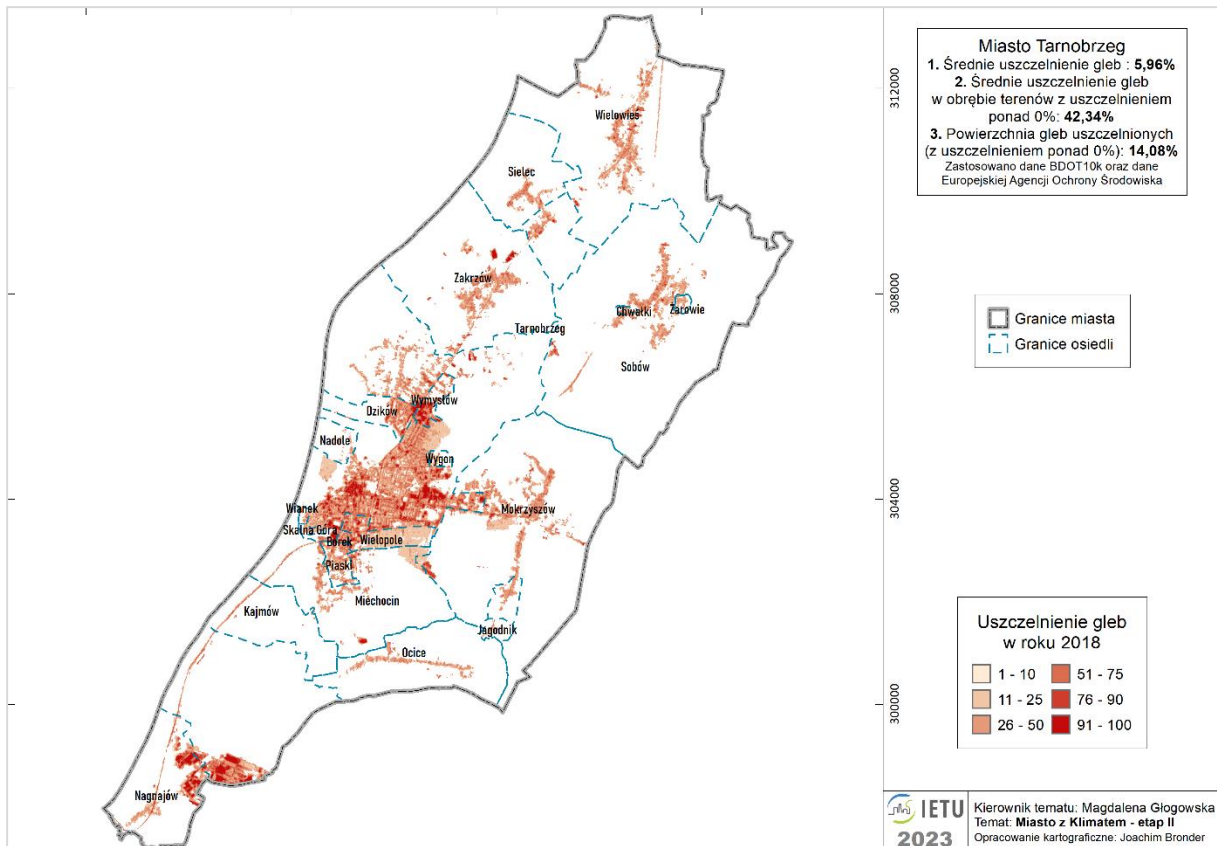 Miasto Tarnobrzeg
1. Średnie uszczelnienie gleb : 5,96%
2. Średnie uszczelnienie gleb
w obrębie terenów z uszczelnieniem
ponad 0%: 42,34%
3. Powierzchnia gleb uszczelnionych
(z uszczelnieniem ponad 0%): 14,08%
Zastosowano dane BDOT10k oraz dane
Europejskiej Agencji Ochrony Środowiska
312000
308000
304000
300000
Wielowieś
Sielec
Zakrzów
Chwałki
Żarowie
Tarnobrzeg
Sobów
Wymysłów
Dzików
Nadole
Wygon
Mokrzyszów
Wianek
Skalna Góra
Borek
Wielopole
Piaski
Miechocin
Kajmów
Jagodnik
Ocice
Nagnajów
Granice miasta
Granice osiedli
Uszczelnienie gleb
w roku 2018
1 - 10
11 - 25
26 - 50
51 - 75
76 - 90
91 - 100
IETU
2023
Kierownik tematu: Magdalena Głogowska
Temat: Miasto z Klimatem - etap II
Opracowanie kartograficzne: Joachim Bronder